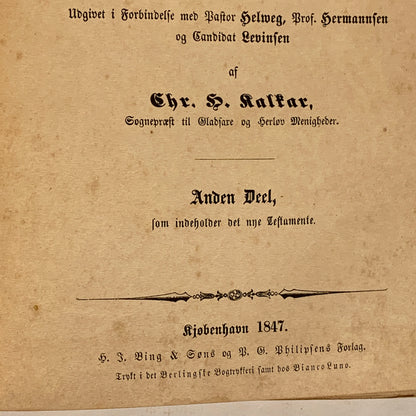 Udgivet i Forbindelse med Pastor Helweg, Prof. Hermannsen
og Candidat Levinsen
af
Chr. H. Kalkar,
Sognepræst til Gladsaxe og Herløv Menigheder.
Anden Deel,
som indeholder det nye Testamente.
Kjøbenhavn 1847.
H. J. Bing & Søns og P. G. Philipsens Forlag.
Trykt i det Berlingske Bogtrykkeri samt hos Bianco Luno.